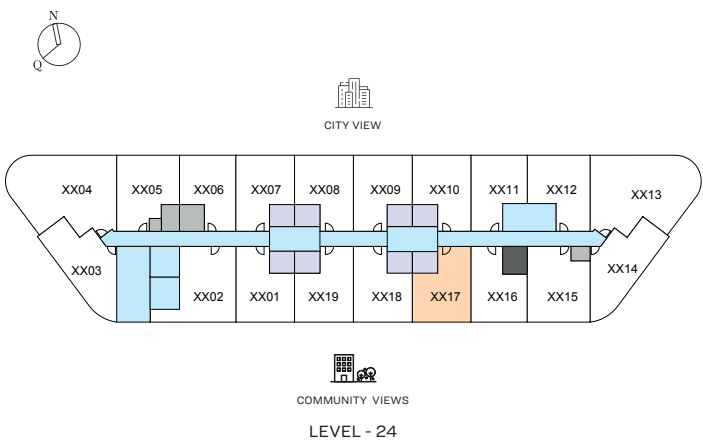 N
Q
CITY VIEW
XX04 XX05 XX06 XX07 XX08 XX09 XX10 XX11 XX12 XX13
XX03 XX02 XX01 XX19 XX18 XX17 XX16 XX15 XX14
COMMUNITY VIEWS
LEVEL - 24